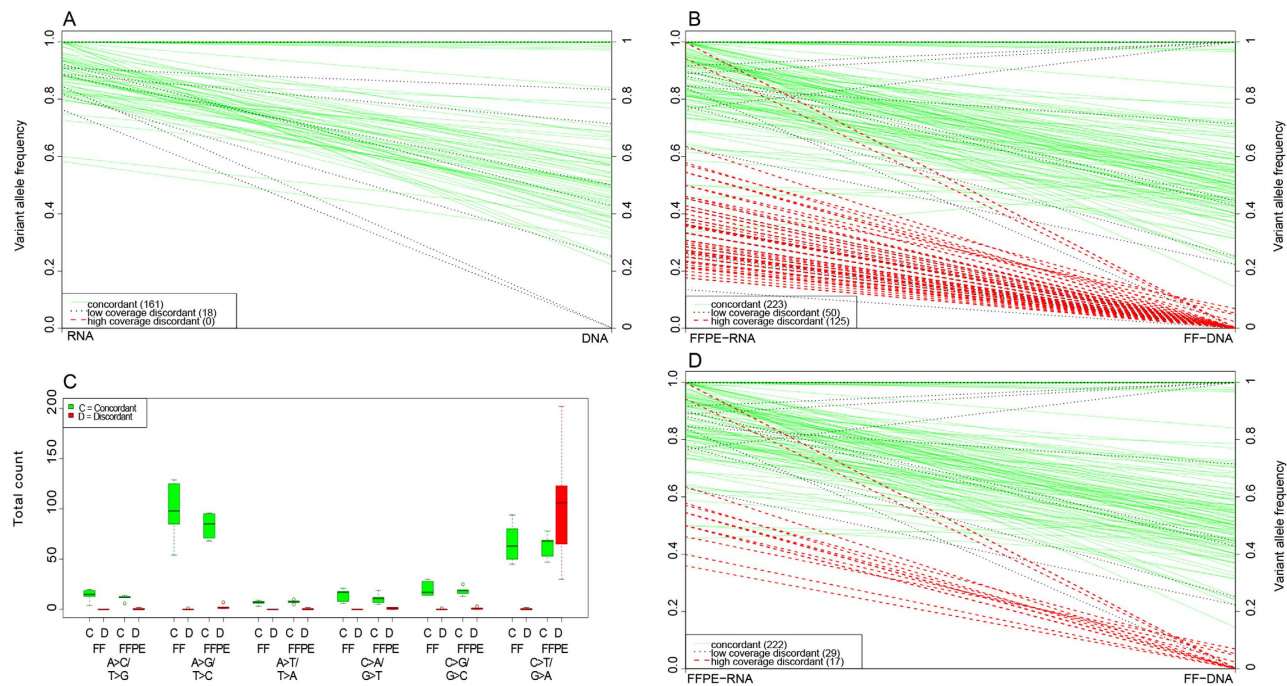 A
Variant allele frequency
1.0
0.8
0.6
0.4
0.2
0.0
1
0.8
0.6
0.4
0.2
0
concordant (161)
low coverage discordant (18)
high coverage discordant (0)
RNA
DNA
B
1.0
0.8
0.6
0.4
0.2
0.0
1
0.8
0.6
0.4
0.2
0
Variant allele frequency
concordant (223)
low coverage discordant (50)
high coverage discordant (125)
FFPE-RNA
FF-DNA
C
Total count
200
150
100
50
0
C = Concordant
D = Discordant
C D C D C D C D C D C D C D C D C D C D C D C D
FF FFPE FF FFPE FF FFPE FF FFPE FF FFPE FF FFPE
A>C/ A>G/ A>T/ C>A/ C>G/ C>T/
T>G T>C T>A G>T G>C G>A
D
1.0
0.8
0.6
0.4
0.2
0.0
1
0.8
0.6
0.4
0.2
0
Variant allele frequency
concordant (222)
low coverage discordant (29)
high coverage discordant (17)
FFPE-RNA
FF-DNA